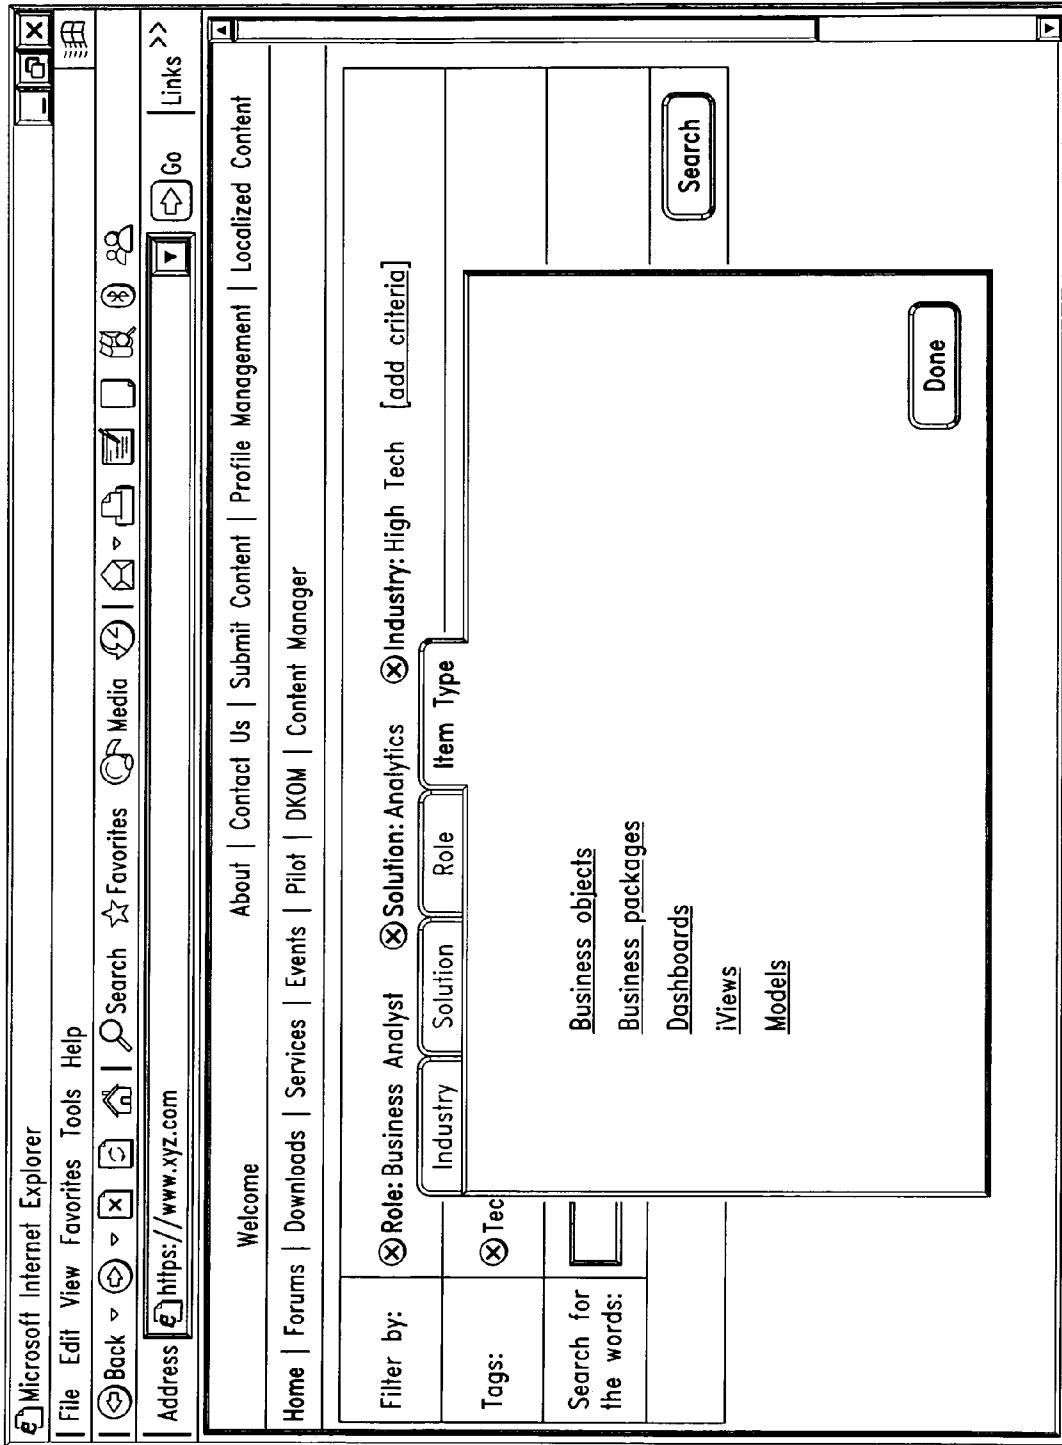 Microsoft Internet Explorer
File Edit View Favorites Tools Help
Back Search Favorites Media
Address https://www.xyz.com Go Links >>
Welcome About | Contact Us | Submit Content | Profile Management | Localized Content
Home | Forums | Downloads | Services | Events | Pilot | DKOM | Content Manager
Filter by: Role: Business Analyst Solution: Analytics Industry: High Tech [add criteria]
Industry Solution Role Item Type
Tags: Tec
Search for
the words:
Business objects
Business packages
Dashboards
iViews
Models
Search
Done